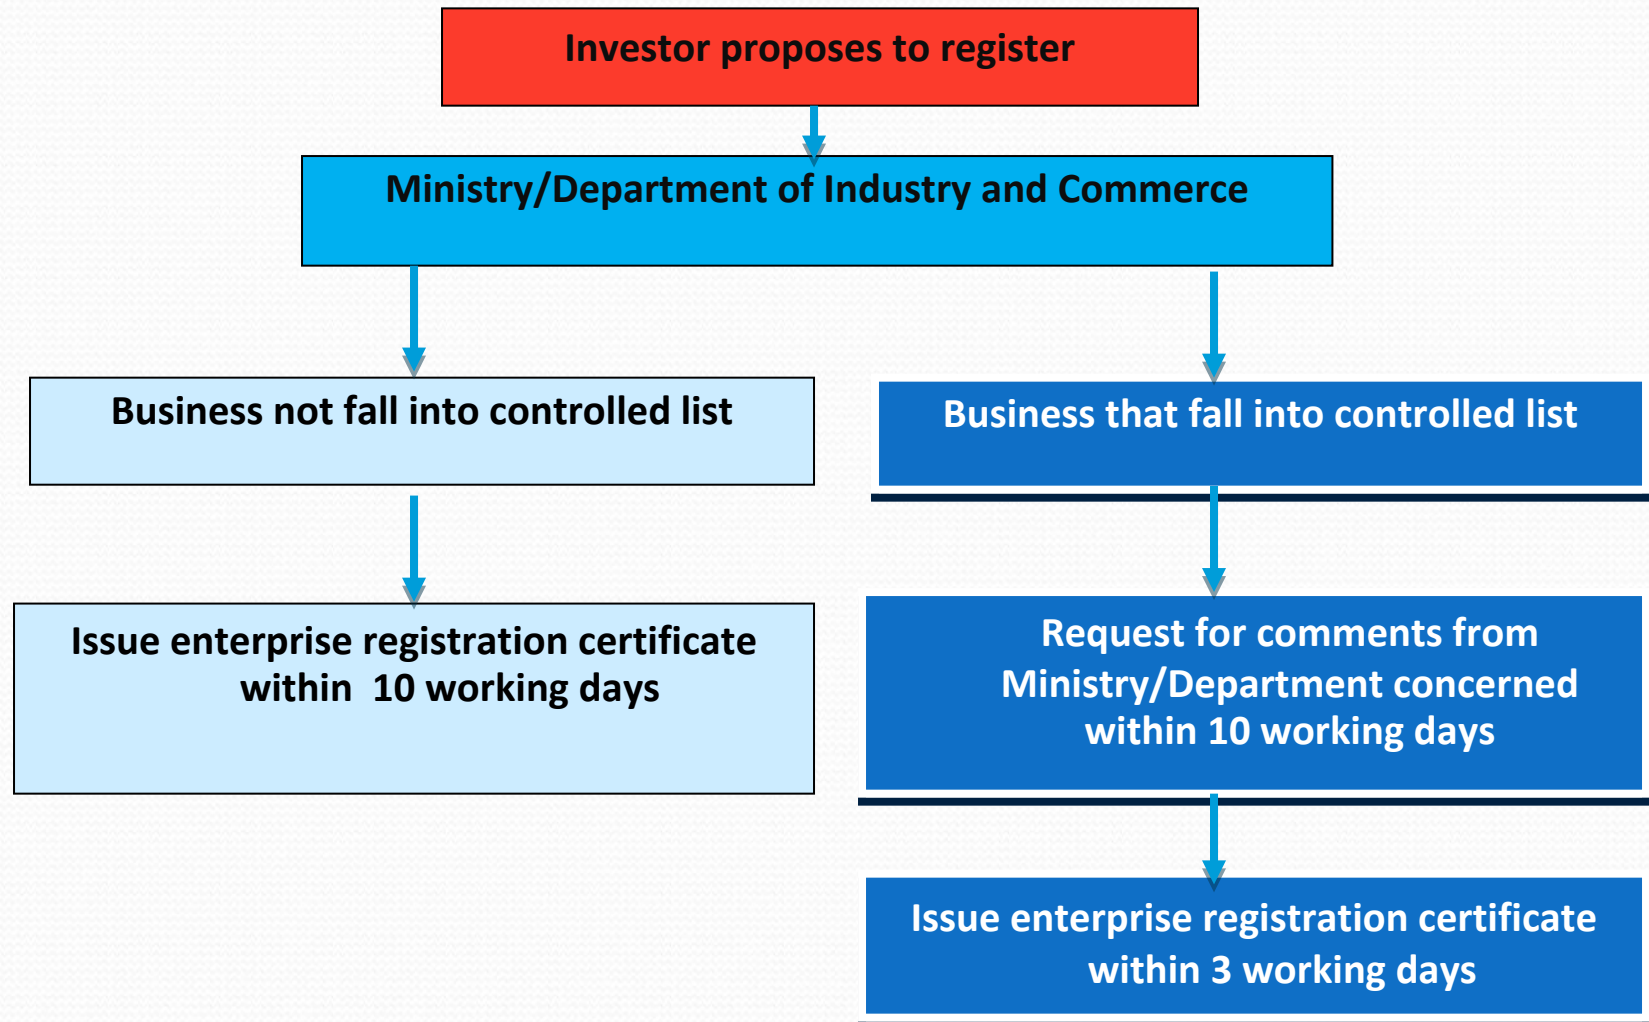 Investor proposes to register
Ministry/Department of Industry and Commerce
Business not fall into controlled list
Business that fall into controlled list
Issue enterprise registration certificate
within 10 working days
Request for comments from
Ministry/Department concerned
within 10 working days
Issue enterprise registration certificate
within 3 working days